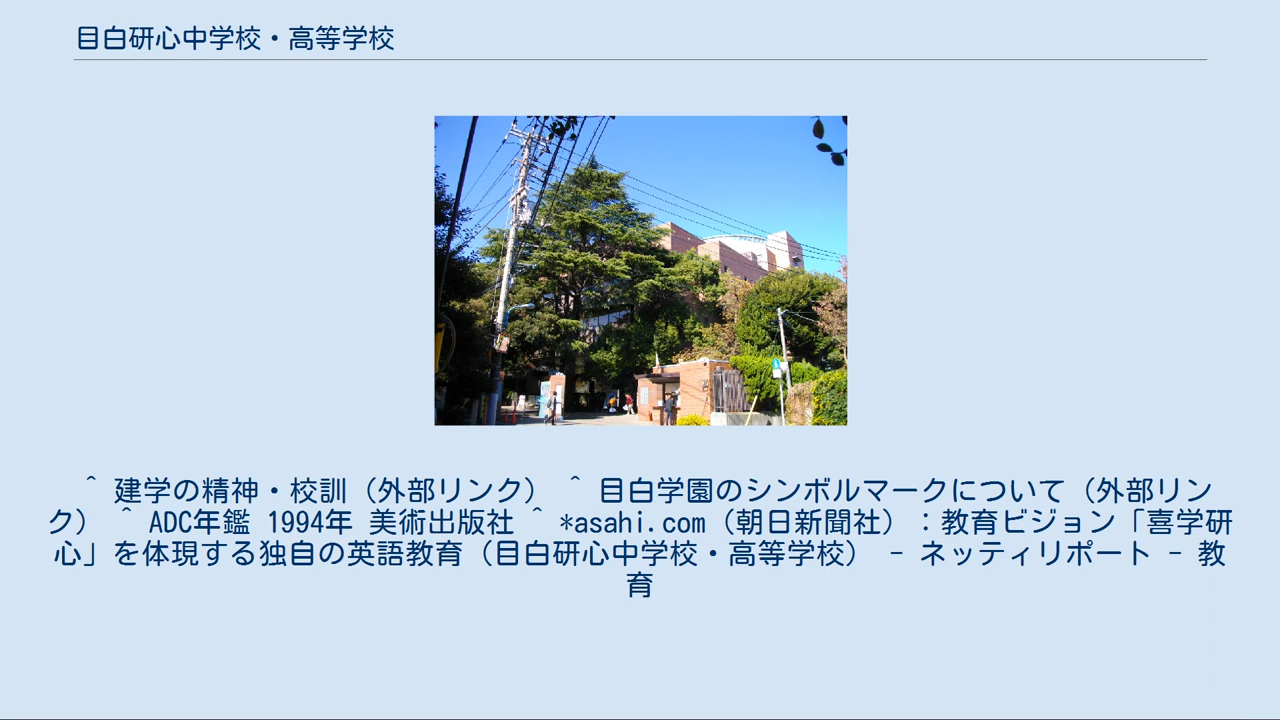 目白研心中学校・高等学校
＾ 建学の精神・校訓（外部リンク） ＾ 目白学園のシンボルマークについて（外部リン
ク） ＾ ADC年鑑 1994年 美術出版社 ＾ *asahi.com（朝日新聞社）：教育ビジョン「喜学研
心」を体現する独自の英語教育（目白研心中学校・高等学校） - ネッティリポート - 教
育